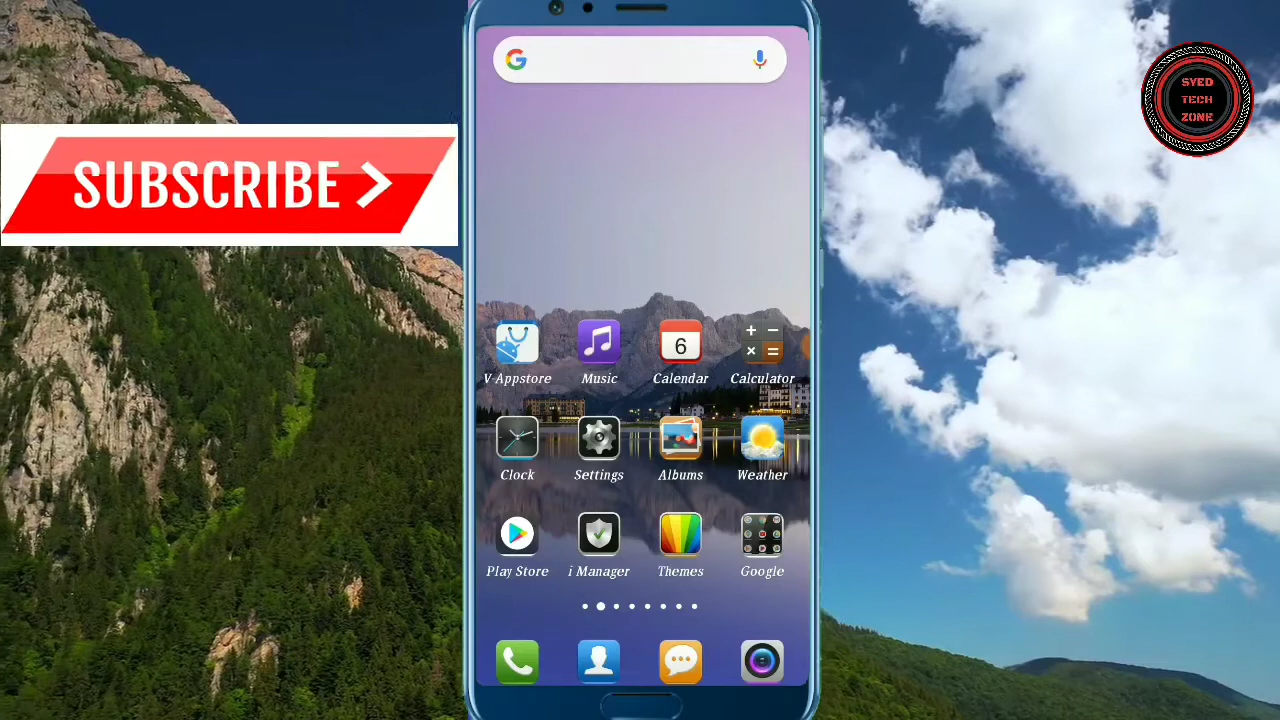 SUBSCRIBE
SYED
TECH
ZONE
6
V-Appstore Music Calendar Calculator
Clock Settings Albums Weather
Play Store i Manager Themes Google